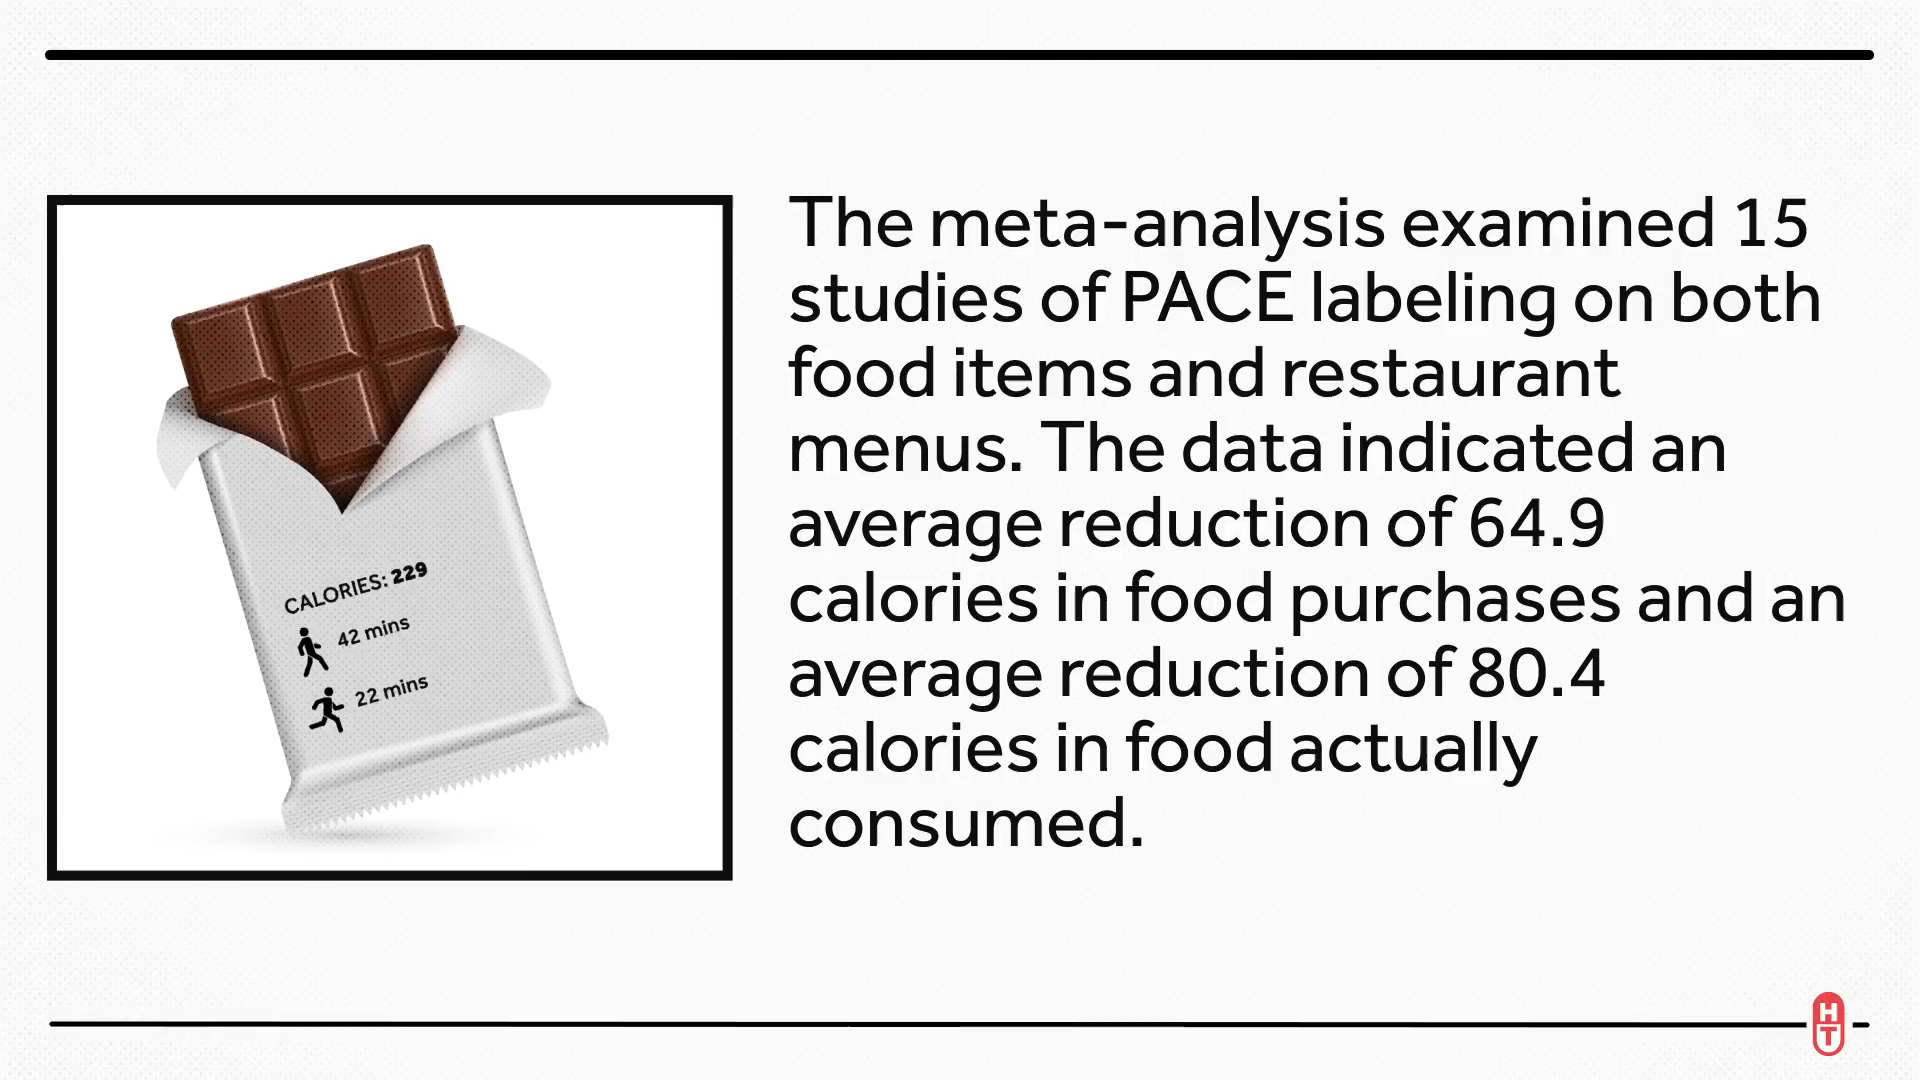 The meta-analysis examined 15
studies of PACE labeling on both
food items and restaurant
menus. The data indicated an
average reduction of 64.9
calories in food purchases and an
average reduction of 80.4
calories in food actually
consumed.
CALORIES: 229
42 mins
22 mins
H
T